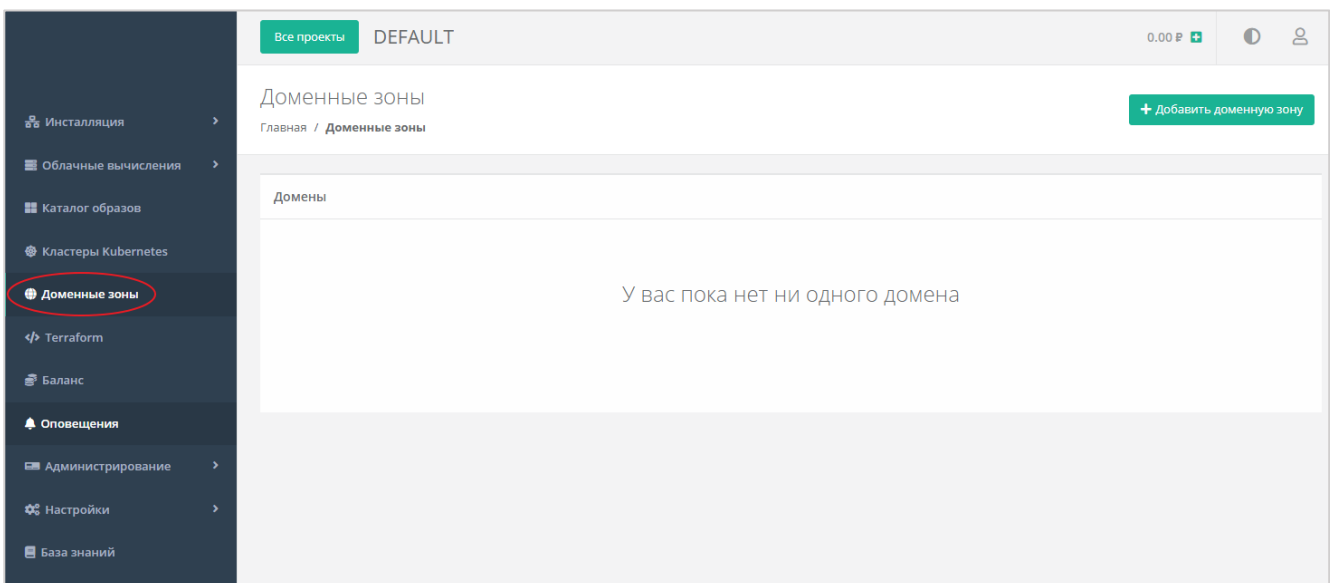 Все проекты
DEFAULT
0.00 ₽
Доменные зоны
Главная / Доменные зоны
Добавить доменную зону
Инсталляция
Облачные вычисления
Каталог образов
Кластеры Kubernetes
Доменные зоны
Terraform
Баланс
Оповещения
Администрирование
Настройки
База знаний
Домены
У вас пока нет ни одного домена